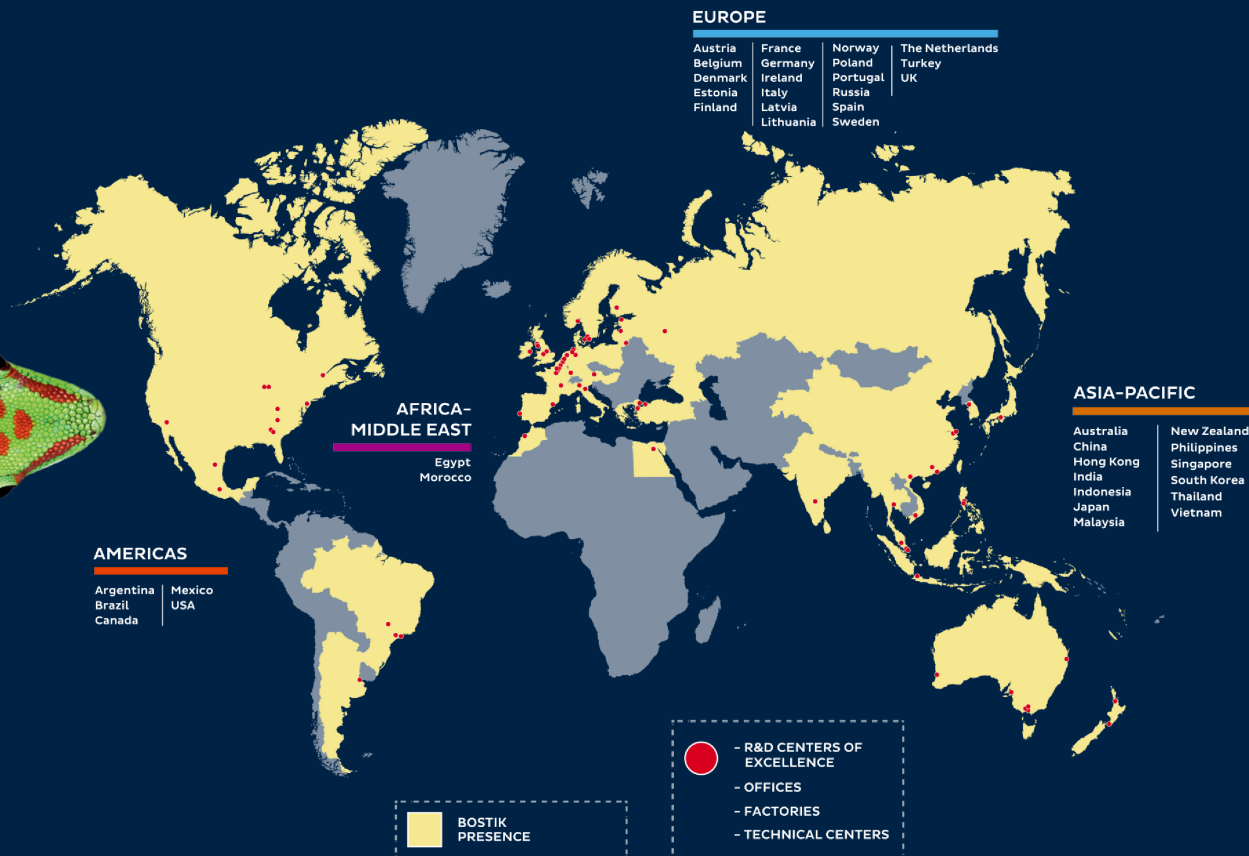 EUROPE
Austria
Belgium
Denmark
Estonia
Finland
France
Germany
Ireland
Italy
Latvia
Lithuania
Norway
Poland
Portugal
Russia
Spain
Sweden
The Netherlands
Turkey
UK
AFRICA-
MIDDLE EAST
Egypt
Morocco
ASIA-PACIFIC
Australia
China
Hong Kong
India
Indonesia
Japan
Malaysia
New Zealand
Philippines
Singapore
South Korea
Thailand
Vietnam
AMERICAS
Argentina
Brazil
Canada
Mexico
USA
BOSTIK
PRESENCE
- R&D CENTERS OF
EXCELLENCE
- OFFICES
- FACTORIES
- TECHNICAL CENTERS